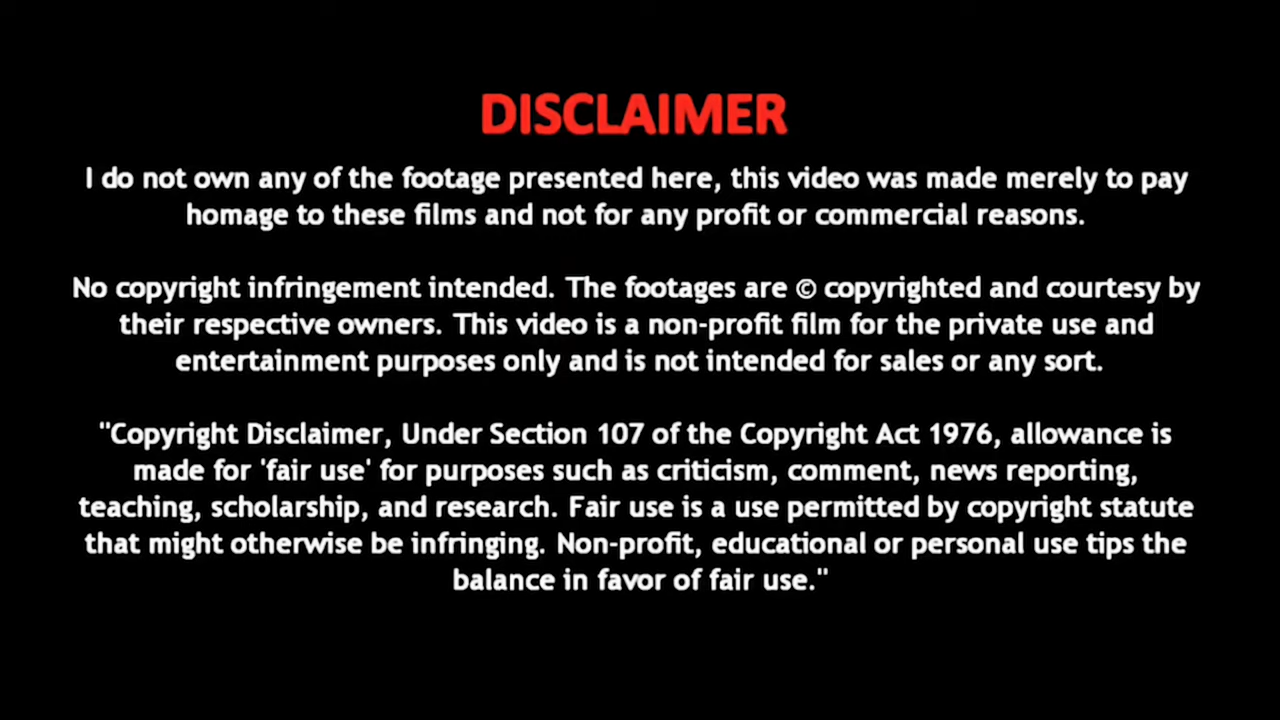 DISCLAIMER
I do not own any of the footage presented here, this video was made merely to pay
homage to these films and not for any profit or commercial reasons.
No copyright infringement intended. The footages are © copyrighted and courtesy by
their respective owners. This video is a non-profit film for the private use and
entertainment purposes only and is not intended for sales or any sort.
"Copyright Disclaimer, Under Section 107 of the Copyright Act 1976, allowance is
made for 'fair use' for purposes such as criticism, comment, news reporting,
teaching, scholarship, and research. Fair use is a use permitted by copyright statute
that might otherwise be infringing. Non-profit, educational or personal use tips the
balance in favor of fair use."